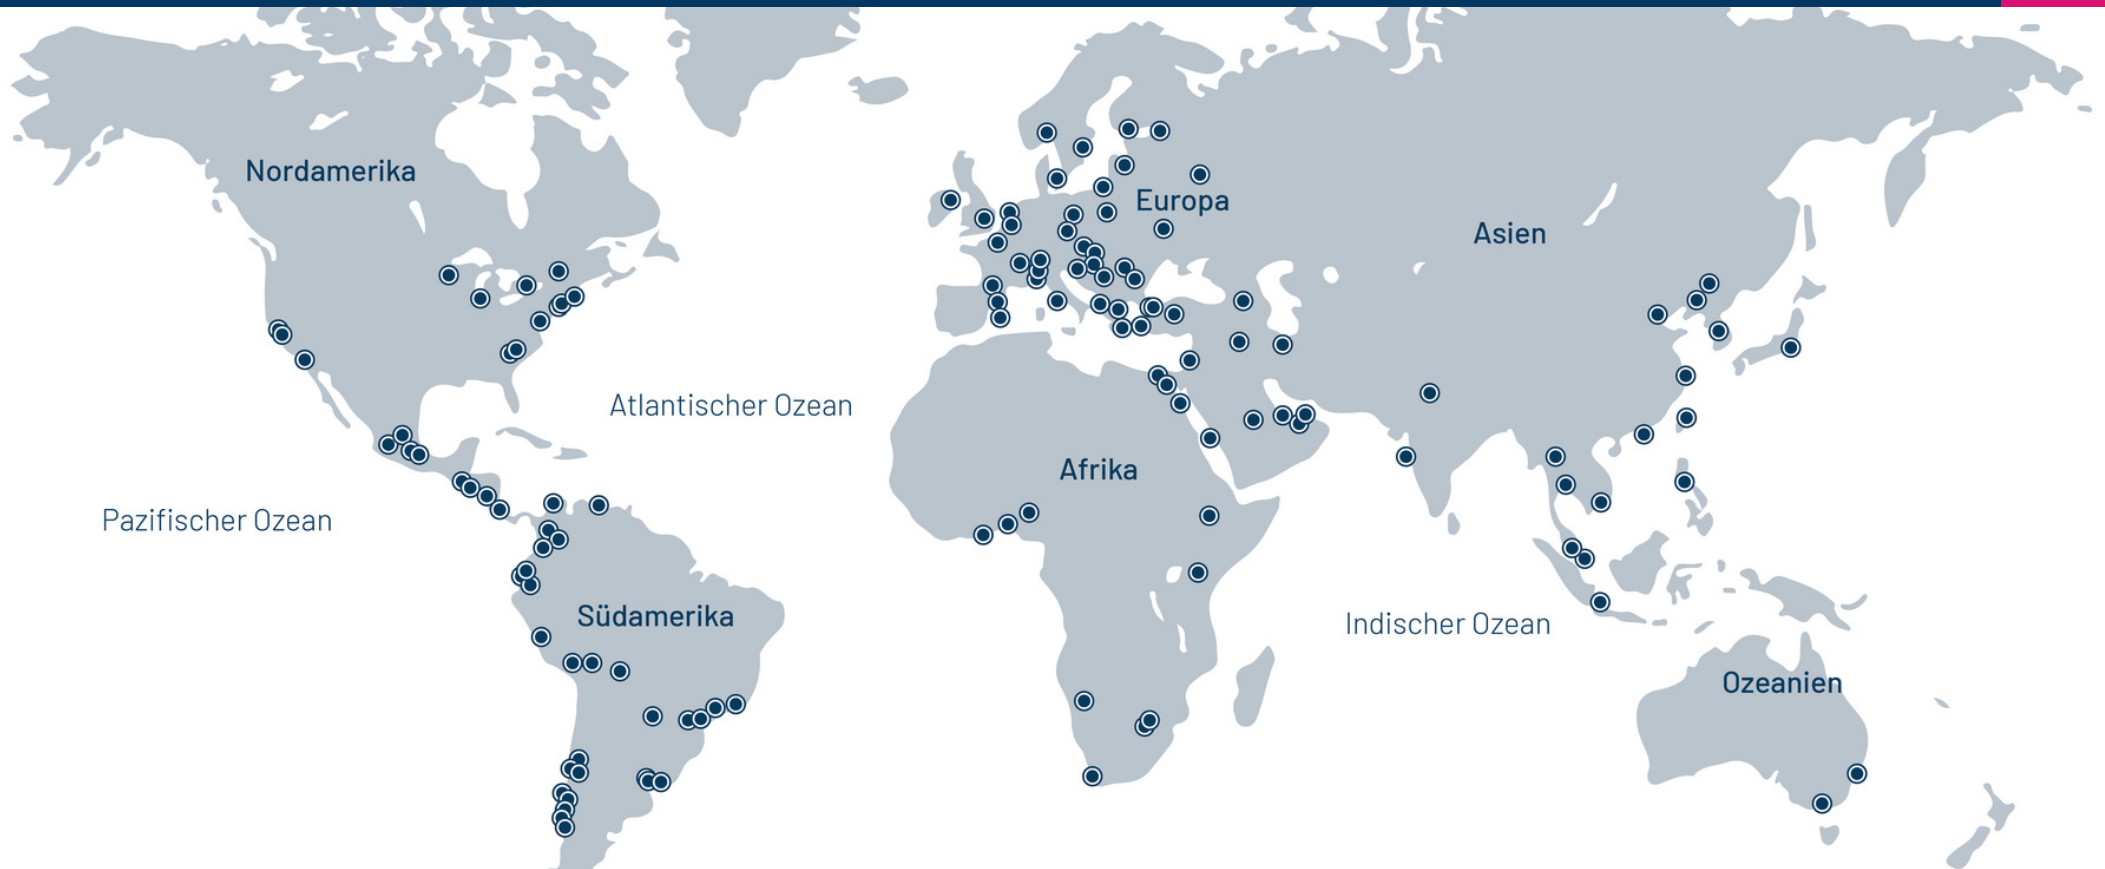 Nordamerika
Europa
Asien
Atlantischer Ozean
Afrika
Pazifischer Ozean
Südamerika
Indischer Ozean
Ozeanien